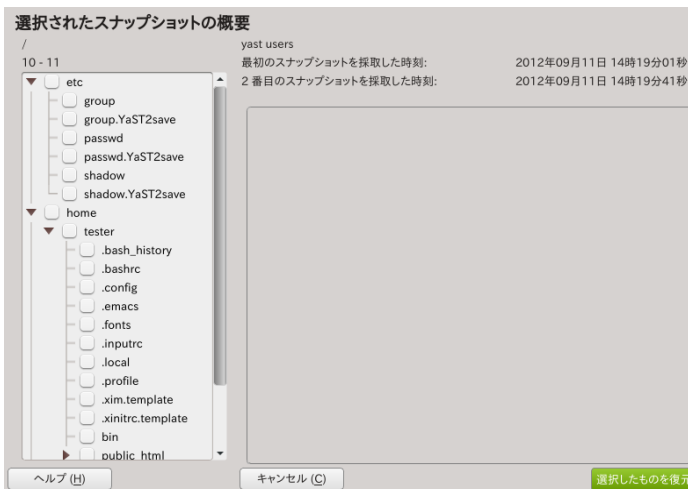 選択されたスナップショットの概要
/
yast users
10 - 11
最初のスナップショットを採取した時刻: 2012年09月11日 14時19分01秒
2 番目のスナップショットを採取した時刻: 2012年09月11日 14時19分41秒
etc
group
group.YaST2save
passwd
passwd.YaST2save
shadow
shadow.YaST2save
home
tester
.bash_history
.bashrc
.config
.emacs
.fonts
.inputrc
.local
.profile
.xim.template
.xinitrc.template
bin
public_html
ヘルプ (H)
キャンセル (C)
選択したものを復元